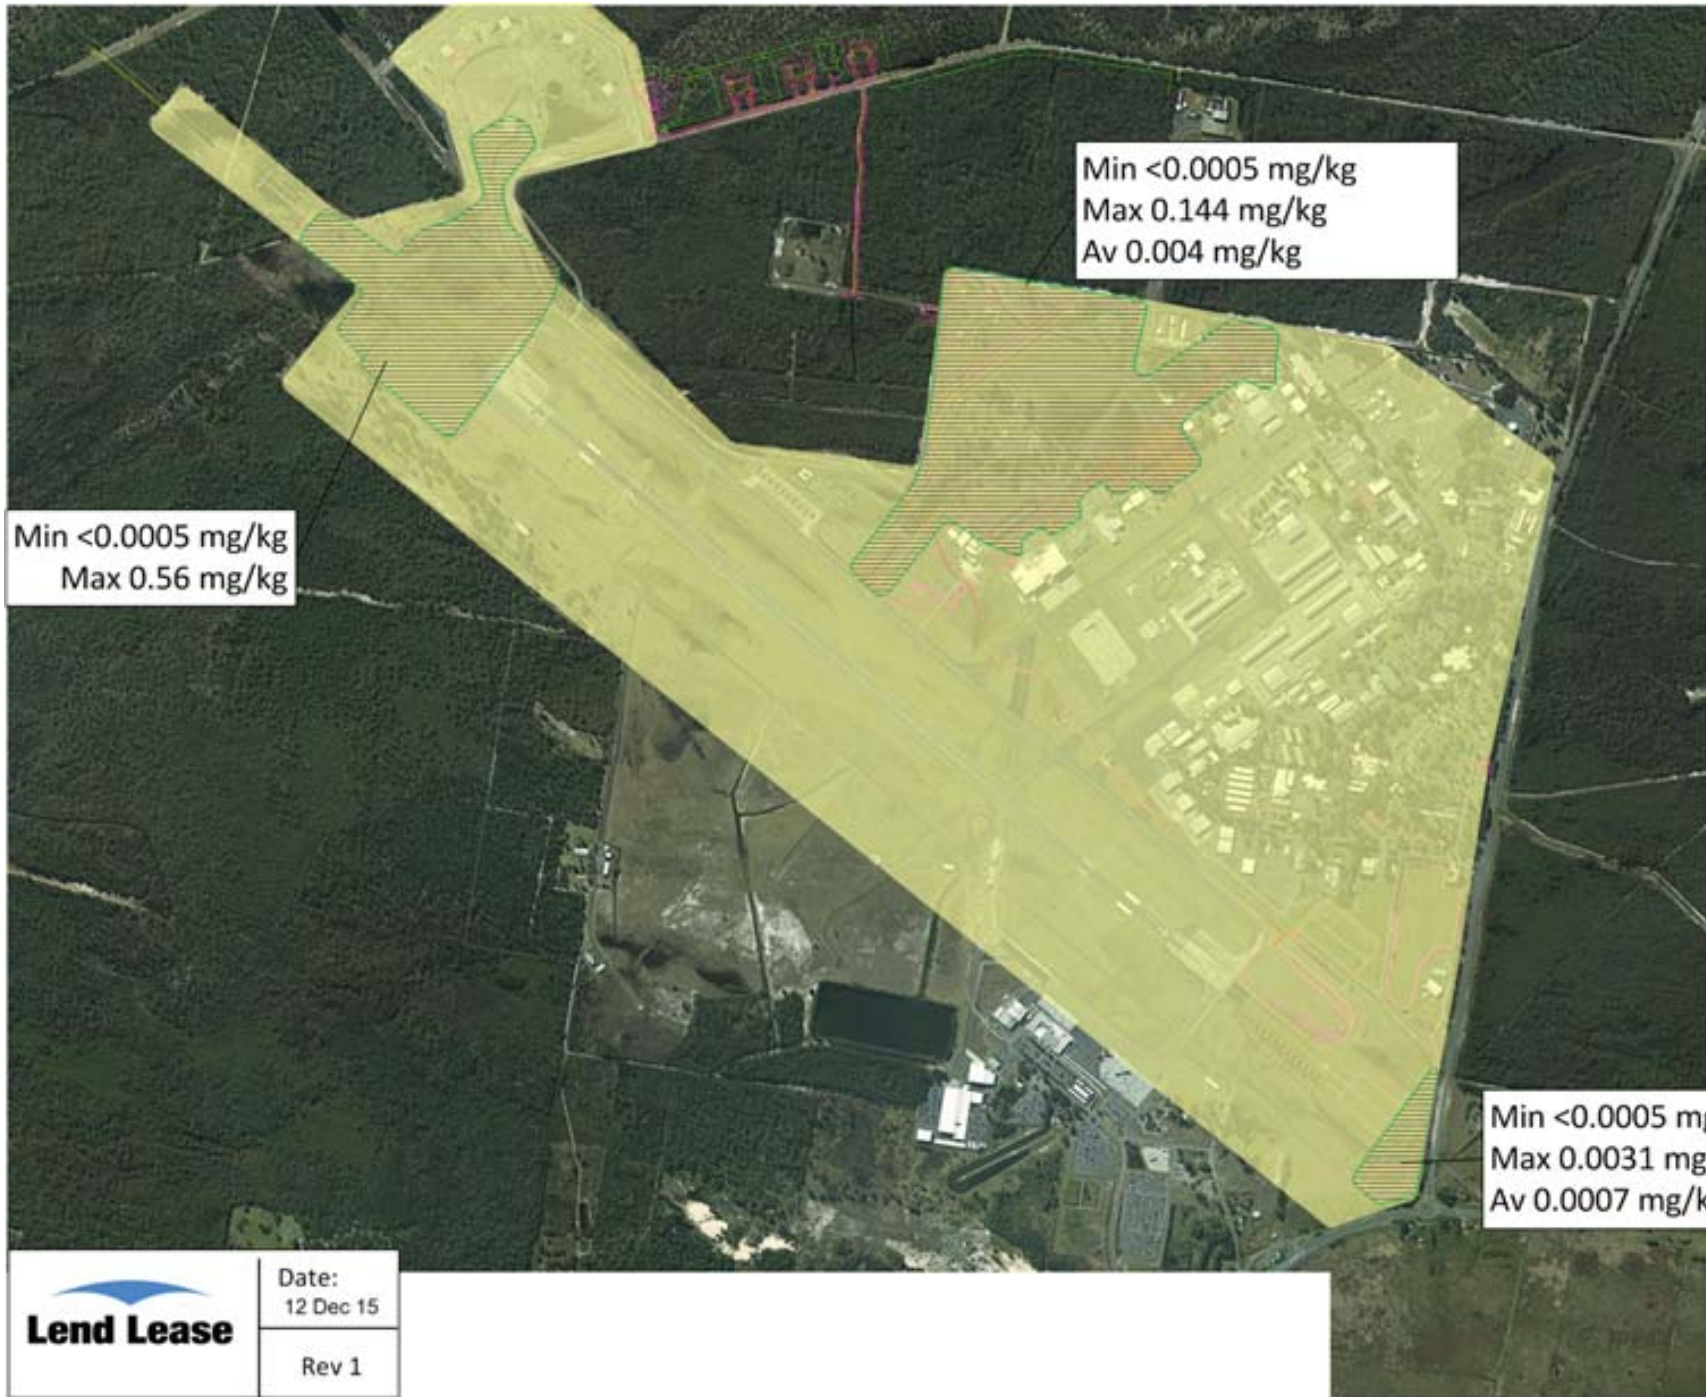 Min <0.0005 mg/kg
Max 0.144 mg/kg
Av 0.004 mg/kg
Min <0.0005 mg/kg
Max 0.56 mg/kg
Min <0.0005 mg
Max 0.0031 mg
Av 0.0007 mg/k
Lend Lease
Date:
12 Dec 15
Rev 1